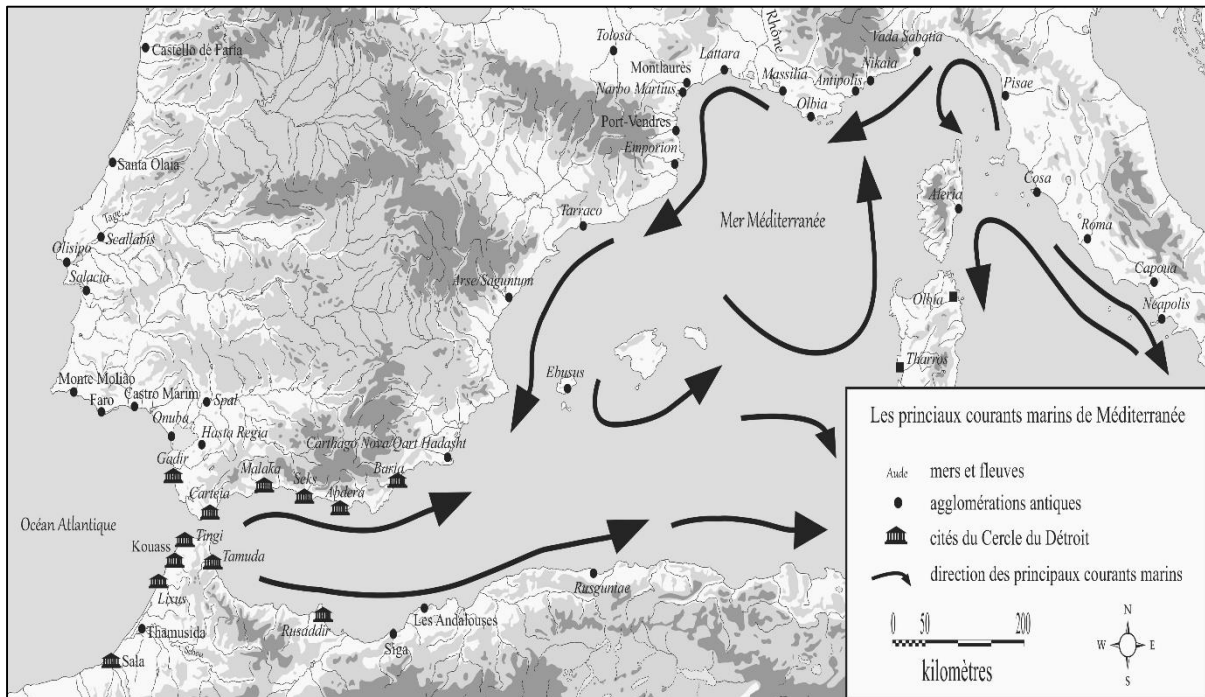 Castello de Faria
Tolosa
Lattara
Rhône
Vada Sabatia
Montlaurès
Massilia
Antipolis
Nikaia
Pisae
Narbo Martius
Olbia
Port-Vendres
Emporion
Santa Olaia
Cosa
Aleria
Tage
Scallabis
Tarraco
Mer Méditerranée
Roma
Olisipo
Salacia
Arse/Saguntum
Capoua
Olbia
Neapolis
Tharros
Ebusus
Monte Molião
Castro Marim
Faro
Spal
Onuba
Hasta Regia
Carthago Nova/Qart Hadasht
Gadir
Malaka
Seks
Abdera
Baria
Carteia
Océan Atlantique
Tingi
Kouass
Tamuda
Lixus
Rusguniae
Rusaddir
Les Andalouses
Thamusida
Siga
Sala
Les princiaux courants marins de Méditerranée
Aude mers et fleuves
agglomérations antiques
cités du Cercle du Détroit
direction des principaux courants marins
0 50 200
kilomètres
N
W E
S